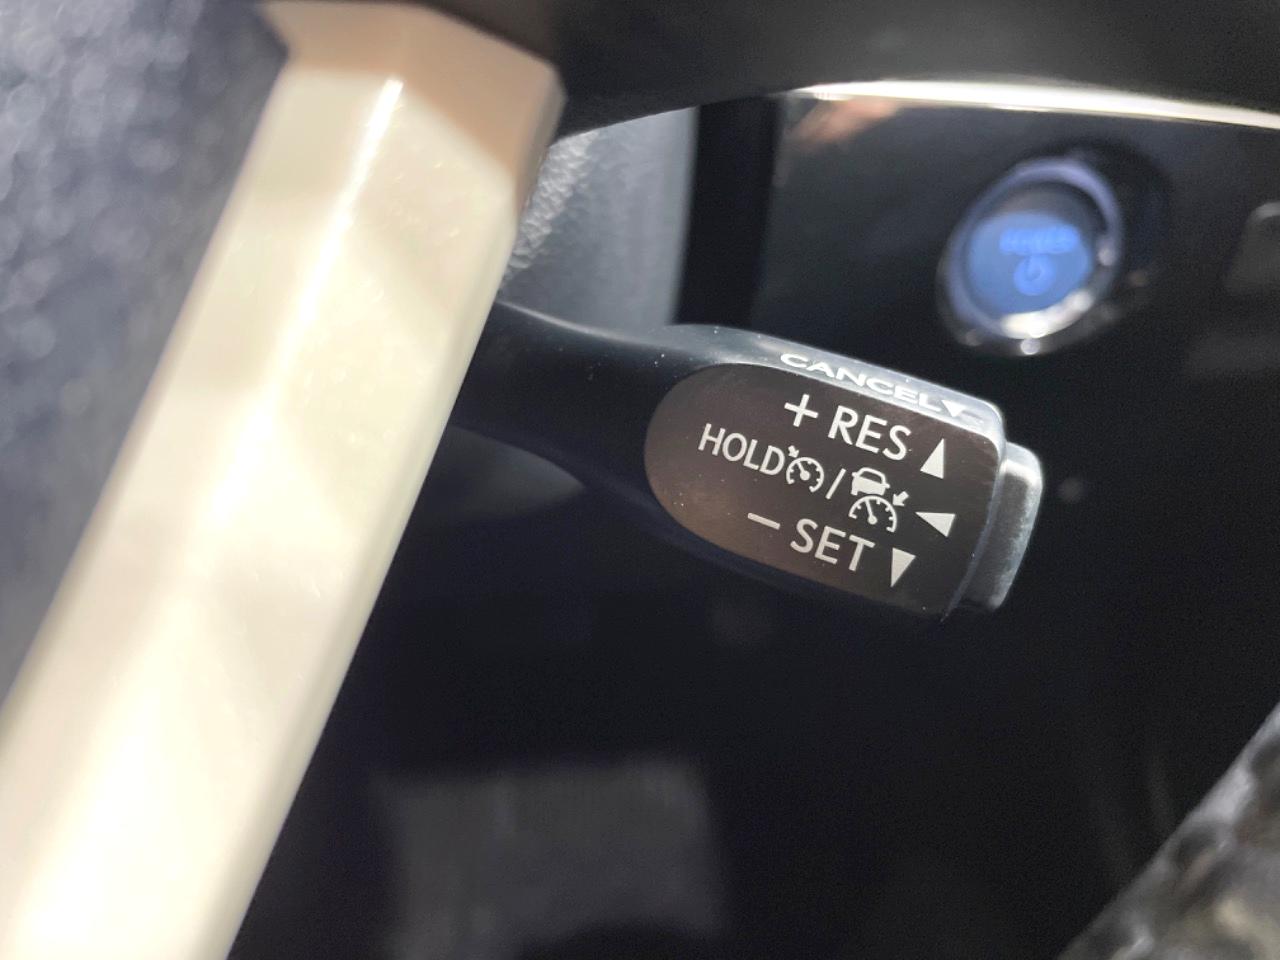 CANCEL▼
+ RES ▲
HOLD / ◀
− SET ▼